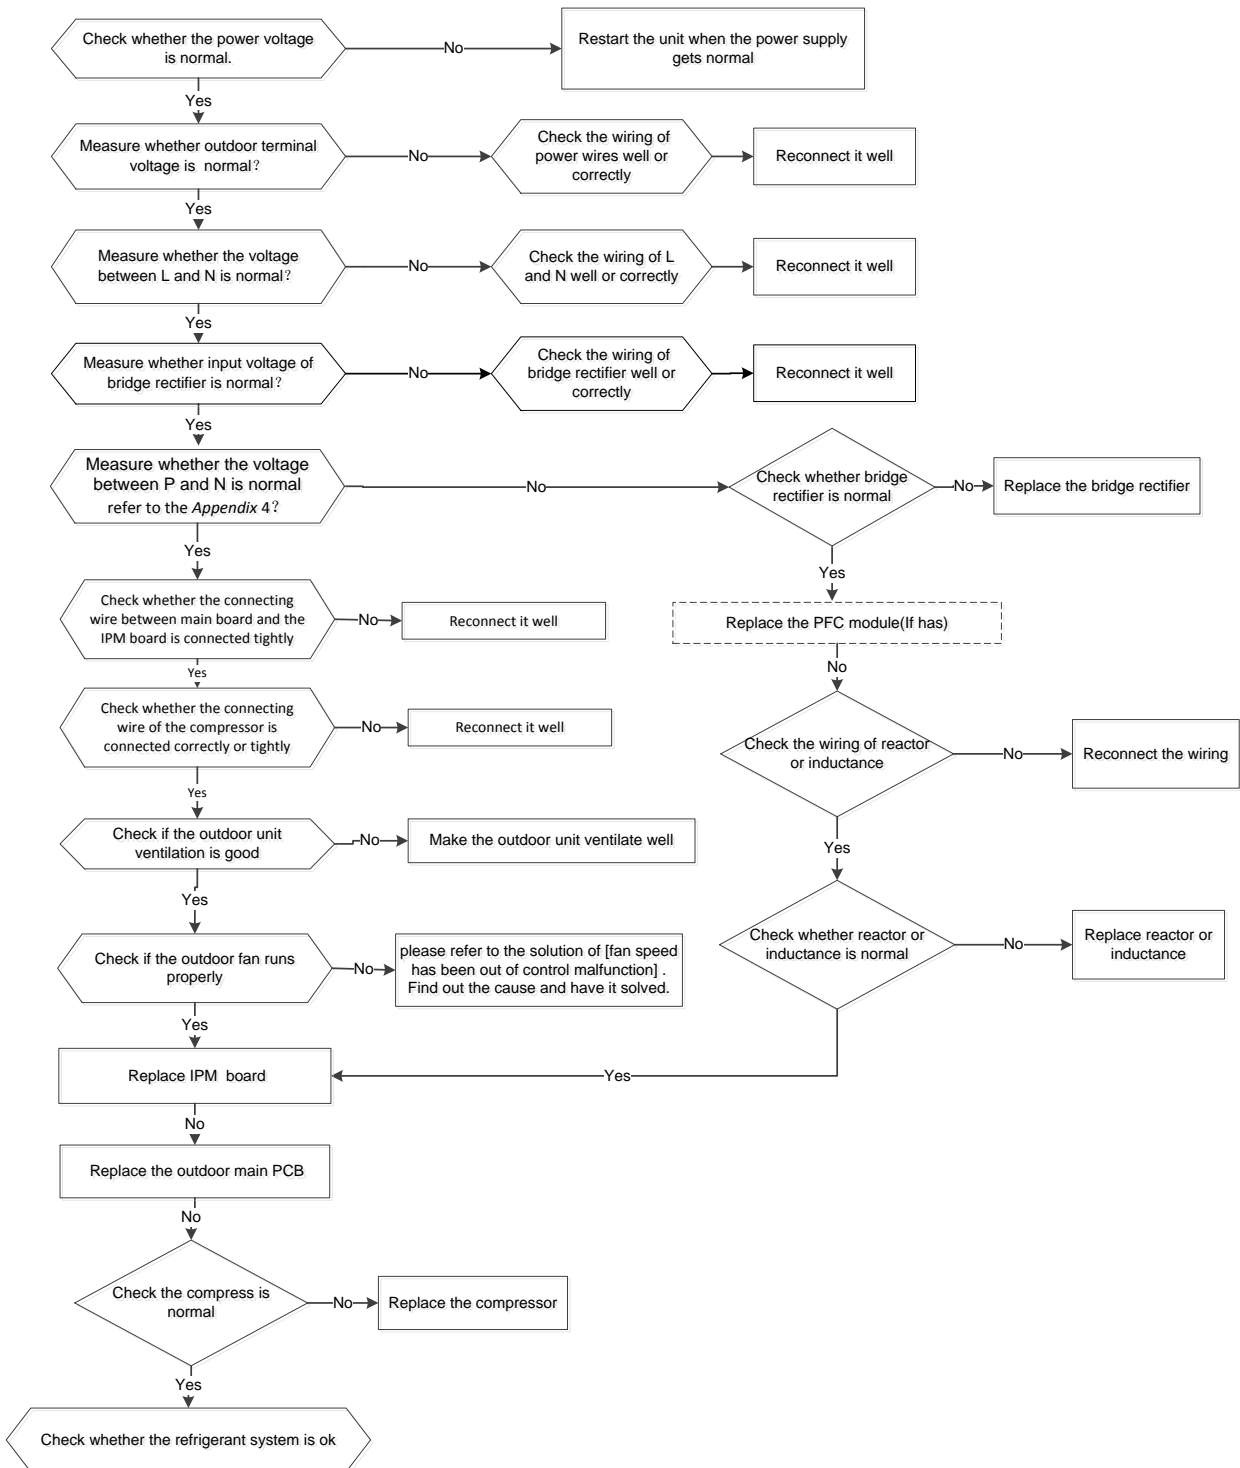 Check whether the power voltage
is normal.
No
Restart the unit when the power supply
gets normal
Yes
Measure whether outdoor terminal
voltage is normal？
No
Check the wiring of
power wires well or
correctly
Reconnect it well
Yes
Measure whether the voltage
between L and N is normal？
No
Check the wiring of L
and N well or correctly
Reconnect it well
Yes
Measure whether input voltage of
bridge rectifier is normal？
No
Check the wiring of
bridge rectifier well or
correctly
Reconnect it well
Yes
Measure whether the voltage
between P and N is normal
refer to the Appendix 4？
No
Check whether bridge
rectifier is normal
No
Replace the bridge rectifier
Yes
Yes
Check whether the connecting
wire between main board and the
IPM board is connected tightly
No
Reconnect it well
Replace the PFC module(If has)
No
Yes
Check whether the connecting
wire of the compressor is
connected correctly or tightly
No
Reconnect it well
Check the wiring of reactor
or inductance
No
Reconnect the wiring
Yes
Check if the outdoor unit
ventilation is good
No
Make the outdoor unit ventilate well
Yes
Yes
Check if the outdoor fan runs
properly
No
please refer to the solution of [fan speed
has been out of control malfunction] .
Find out the cause and have it solved.
Check whether reactor or
inductance is normal
No
Replace reactor or
inductance
Yes
Replace IPM board
Yes
No
Replace the outdoor main PCB
No
Check the compress is
normal
No
Replace the compressor
Yes
Check whether the refrigerant system is ok